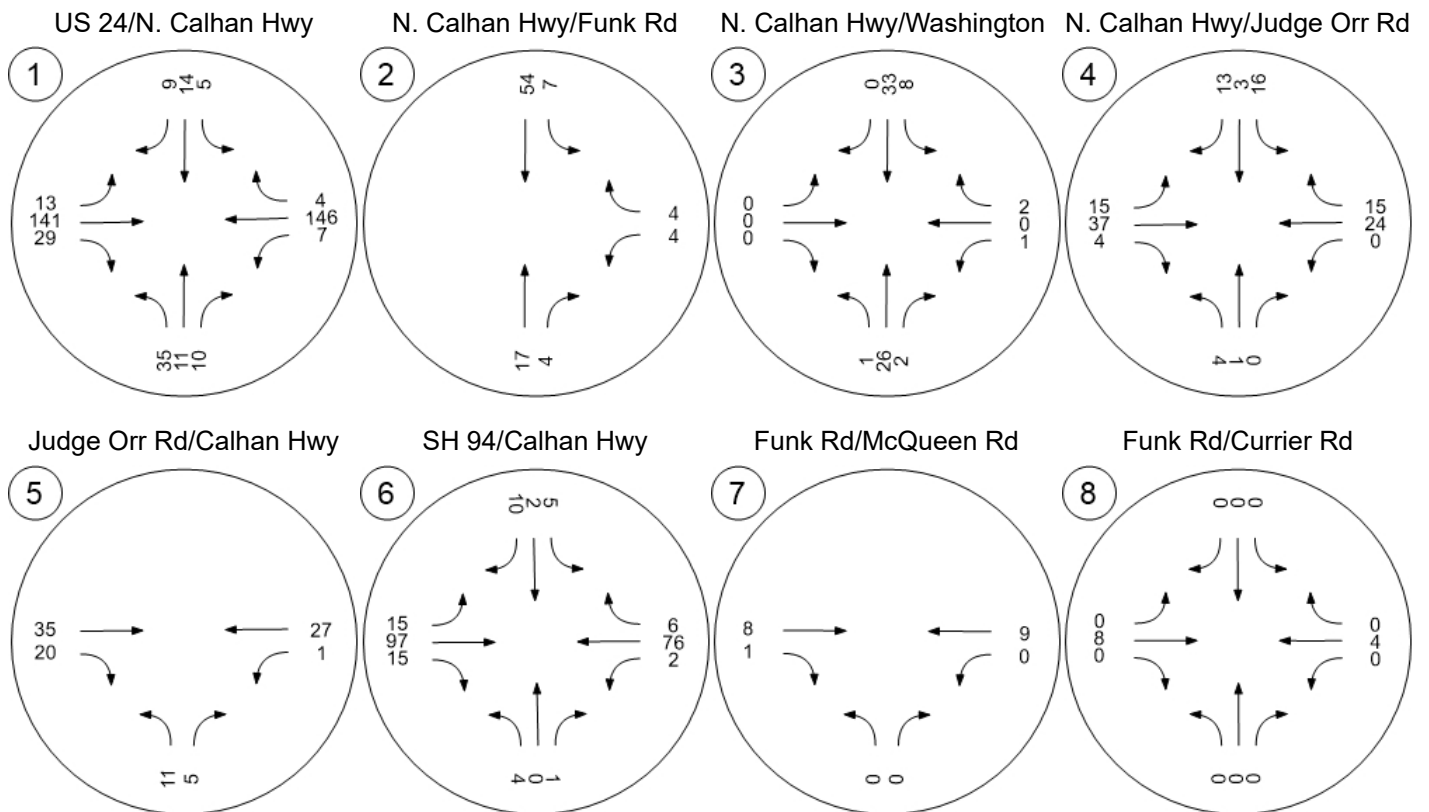 US 24/N. Calhan Hwy
1
9 14 5
13
141
29
4
146
7
35 11 10
N. Calhan Hwy/Funk Rd
2
54 7
4
4
17 4
N. Calhan Hwy/Washington
3
0 33 8
0
0
0
2
0
1
1 26 2
N. Calhan Hwy/Judge Orr Rd
4
13 3 16
15
37
4
15
24
0
4 1 0
Judge Orr Rd/Calhan Hwy
5
35
20
27
1
11 5
SH 94/Calhan Hwy
6
10 2 5
15
97
15
6
76
2
4 0 1
Funk Rd/McQueen Rd
7
8
1
9
0
0 0
Funk Rd/Currier Rd
8
0 0 0
0
8
0
0
4
0
0 0 0